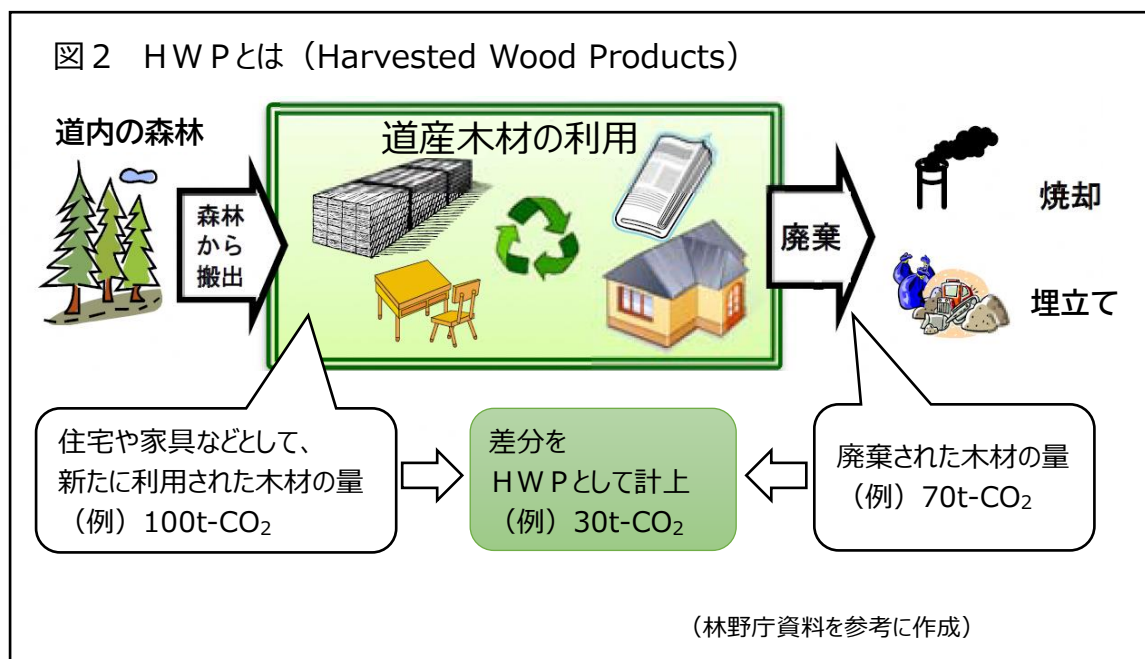 図2 HWPとは（Harvested Wood Products）
道内の森林
森林
から
搬出
道産木材の利用
廃棄
焼却
埋立て
住宅や家具などとして、
新たに利用された木材の量
（例）100t-CO₂
差分を
HWPとして計上
（例）30t-CO₂
廃棄された木材の量
（例）70t-CO₂
（林野庁資料を参考に作成）